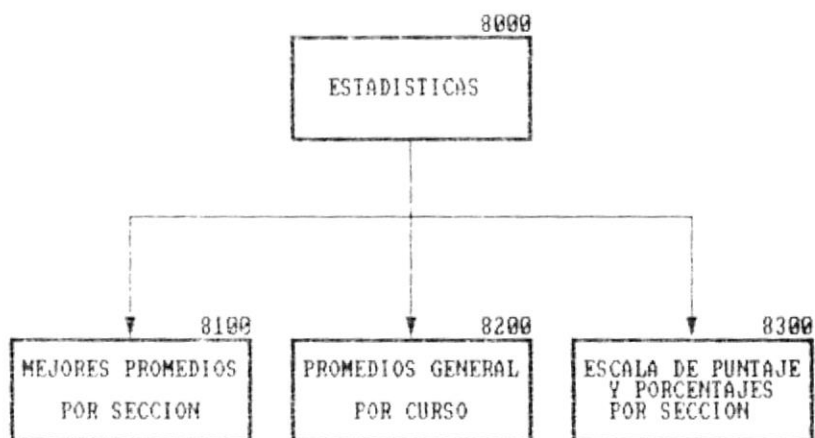 8000
ESTADISTICAS
8100
MEJORES PROMEDIOS
POR SECCION
8200
PROMEDIOS GENERAL
POR CURSO
8300
ESCALA DE PUNTAJE
Y PORCENTAJES
POR SECCION